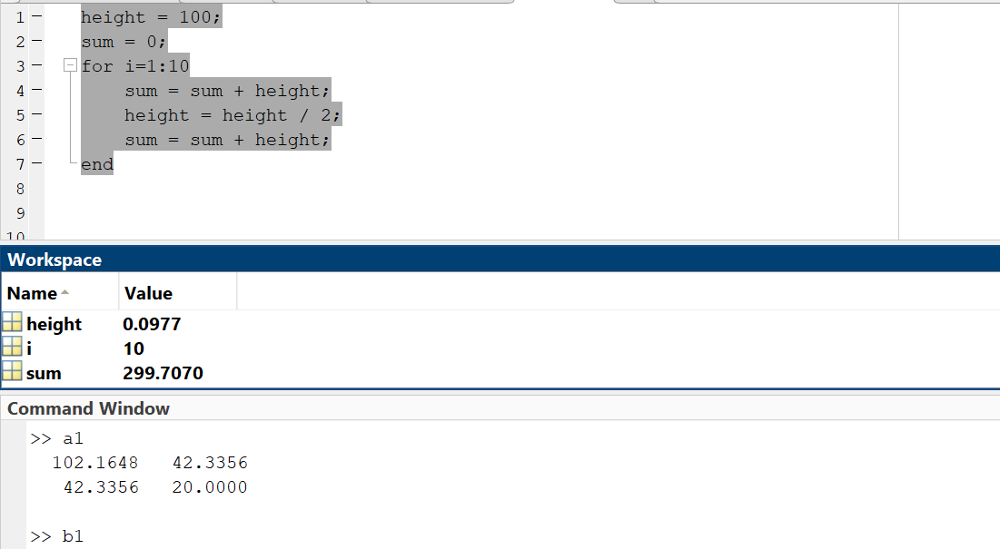 1 — height = 100;
2 — sum = 0;
3 — for i=1:10
4 — sum = sum + height;
5 — height = height / 2;
6 — sum = sum + height;
7 — end
8
9
10
Workspace
Name Value
height 0.0977
i 10
sum 299.7070
Command Window
>> a1
102.1648 42.3356
42.3356 20.0000
>> b1